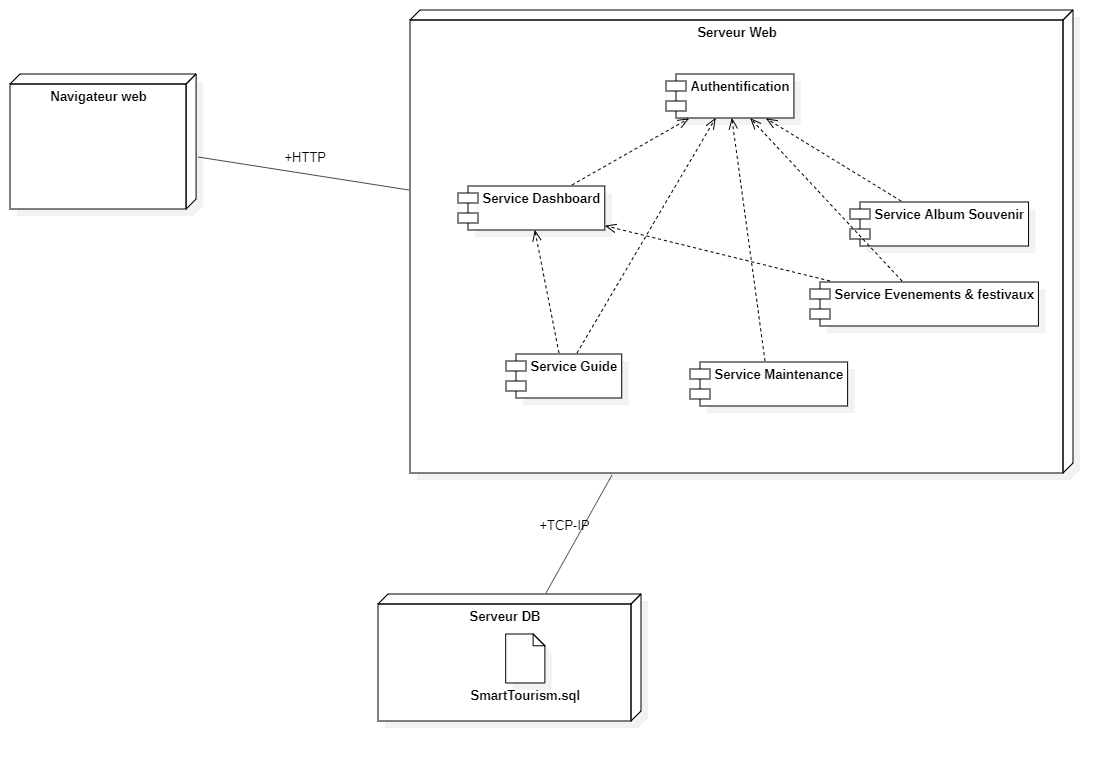 Serveur Web
Authentification
Navigateur web
+HTTP
Service Dashboard
Service Album Souvenir
Service Evenements & festivaux
Service Guide
Service Maintenance
+TCP-IP
Serveur DB
SmartTourism.sql